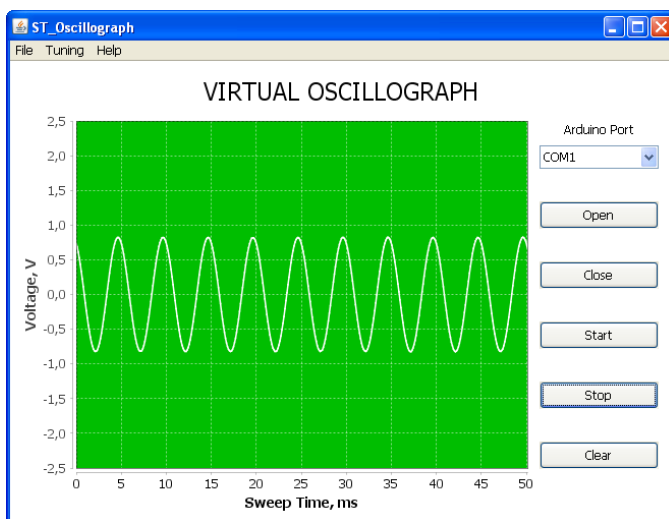 ST_Oscillograph
File Tuning Help
VIRTUAL OSCILLOGRAPH
Arduino Port
COM1
Open
Close
Start
Stop
Clear
Voltage, V
2,5
2,0
1,5
1,0
0,5
0,0
-0,5
-1,0
-1,5
-2,0
-2,5
0 5 10 15 20 25 30 35 40 45 50
Sweep Time, ms